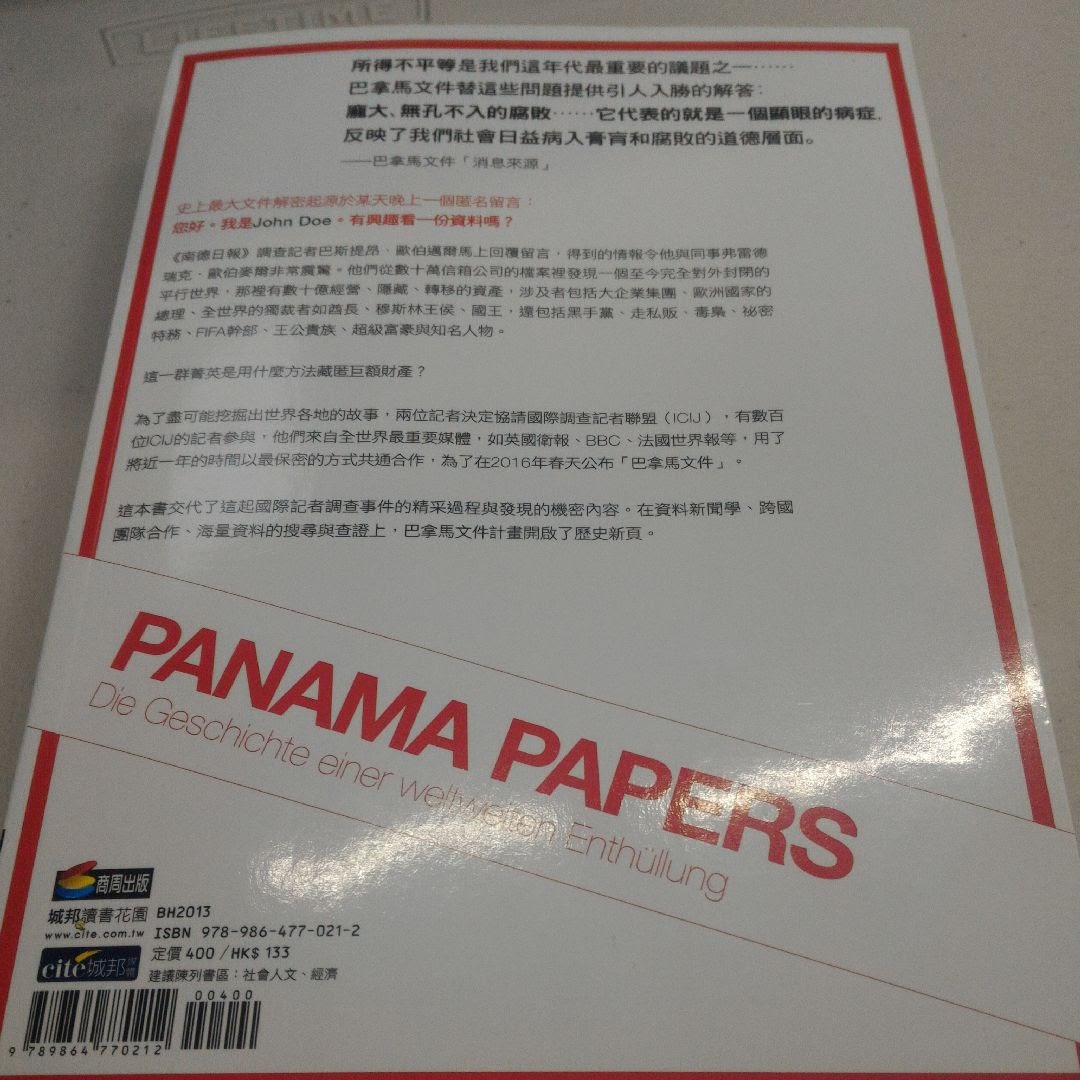 所得不平等是我們這年代最重要的議題之一⋯⋯
巴拿馬文件替這些問題提供引人入勝的解答：
龐大、無孔不入的腐敗⋯⋯它代表的就是一個顯眼的病症，
反映了我們社會日益病入膏肓和腐敗的道德層面。
——巴拿馬文件「消息來源」
史上最大文件解密起源於某天晚上一個匿名留言：
您好。我是John Doe。有興趣看一份資料嗎？
《南德日報》調查記者巴斯提昂．歐伯邁爾馬上回覆留言，得到的情報令他與同事弗雷德
瑞克．歐伯麥爾非常震驚。他們從數十萬信箱公司的檔案裡發現一個至今完全對外封閉的
平行世界，那裡有數十億經營、隱藏、轉移的資產，涉及者包括大企業集團、歐洲國家的
總理、全世界的獨裁者如酋長、穆斯林王侯、國王，還包括黑手黨、走私販、毒梟、祕密
特務、FIFA幹部、王公貴族、超級富豪與知名人物。
這一群菁英是用什麼方法藏匿巨額財產？
為了盡可能挖掘出世界各地的故事，兩位記者決定協請國際調查記者聯盟（ICIJ），有數百
位ICIJ的記者參與，他們來自全世界最重要媒體，如英國衛報、BBC、法國世界報等，用了
將近一年的時間以最保密的方式共通合作，為了在2016年春天公布「巴拿馬文件」。
這本書交代了這起國際記者調查事件的精采過程與發現的機密內容。在資料新聞學、跨國
團隊合作、海量資料的搜尋與查證上，巴拿馬文件計畫開啟了歷史新頁。
PANAMA PAPERS
Die Geschichte einer weltweiten Enthüllung
商周出版
城邦讀書花園 BH2013
www.cite.com.tw ISBN 978-986-477-021-2
定價 400 / HK$ 133
cité城邦媒體
建議陳列書區：社會人文、經濟
00400
9 789864 770212